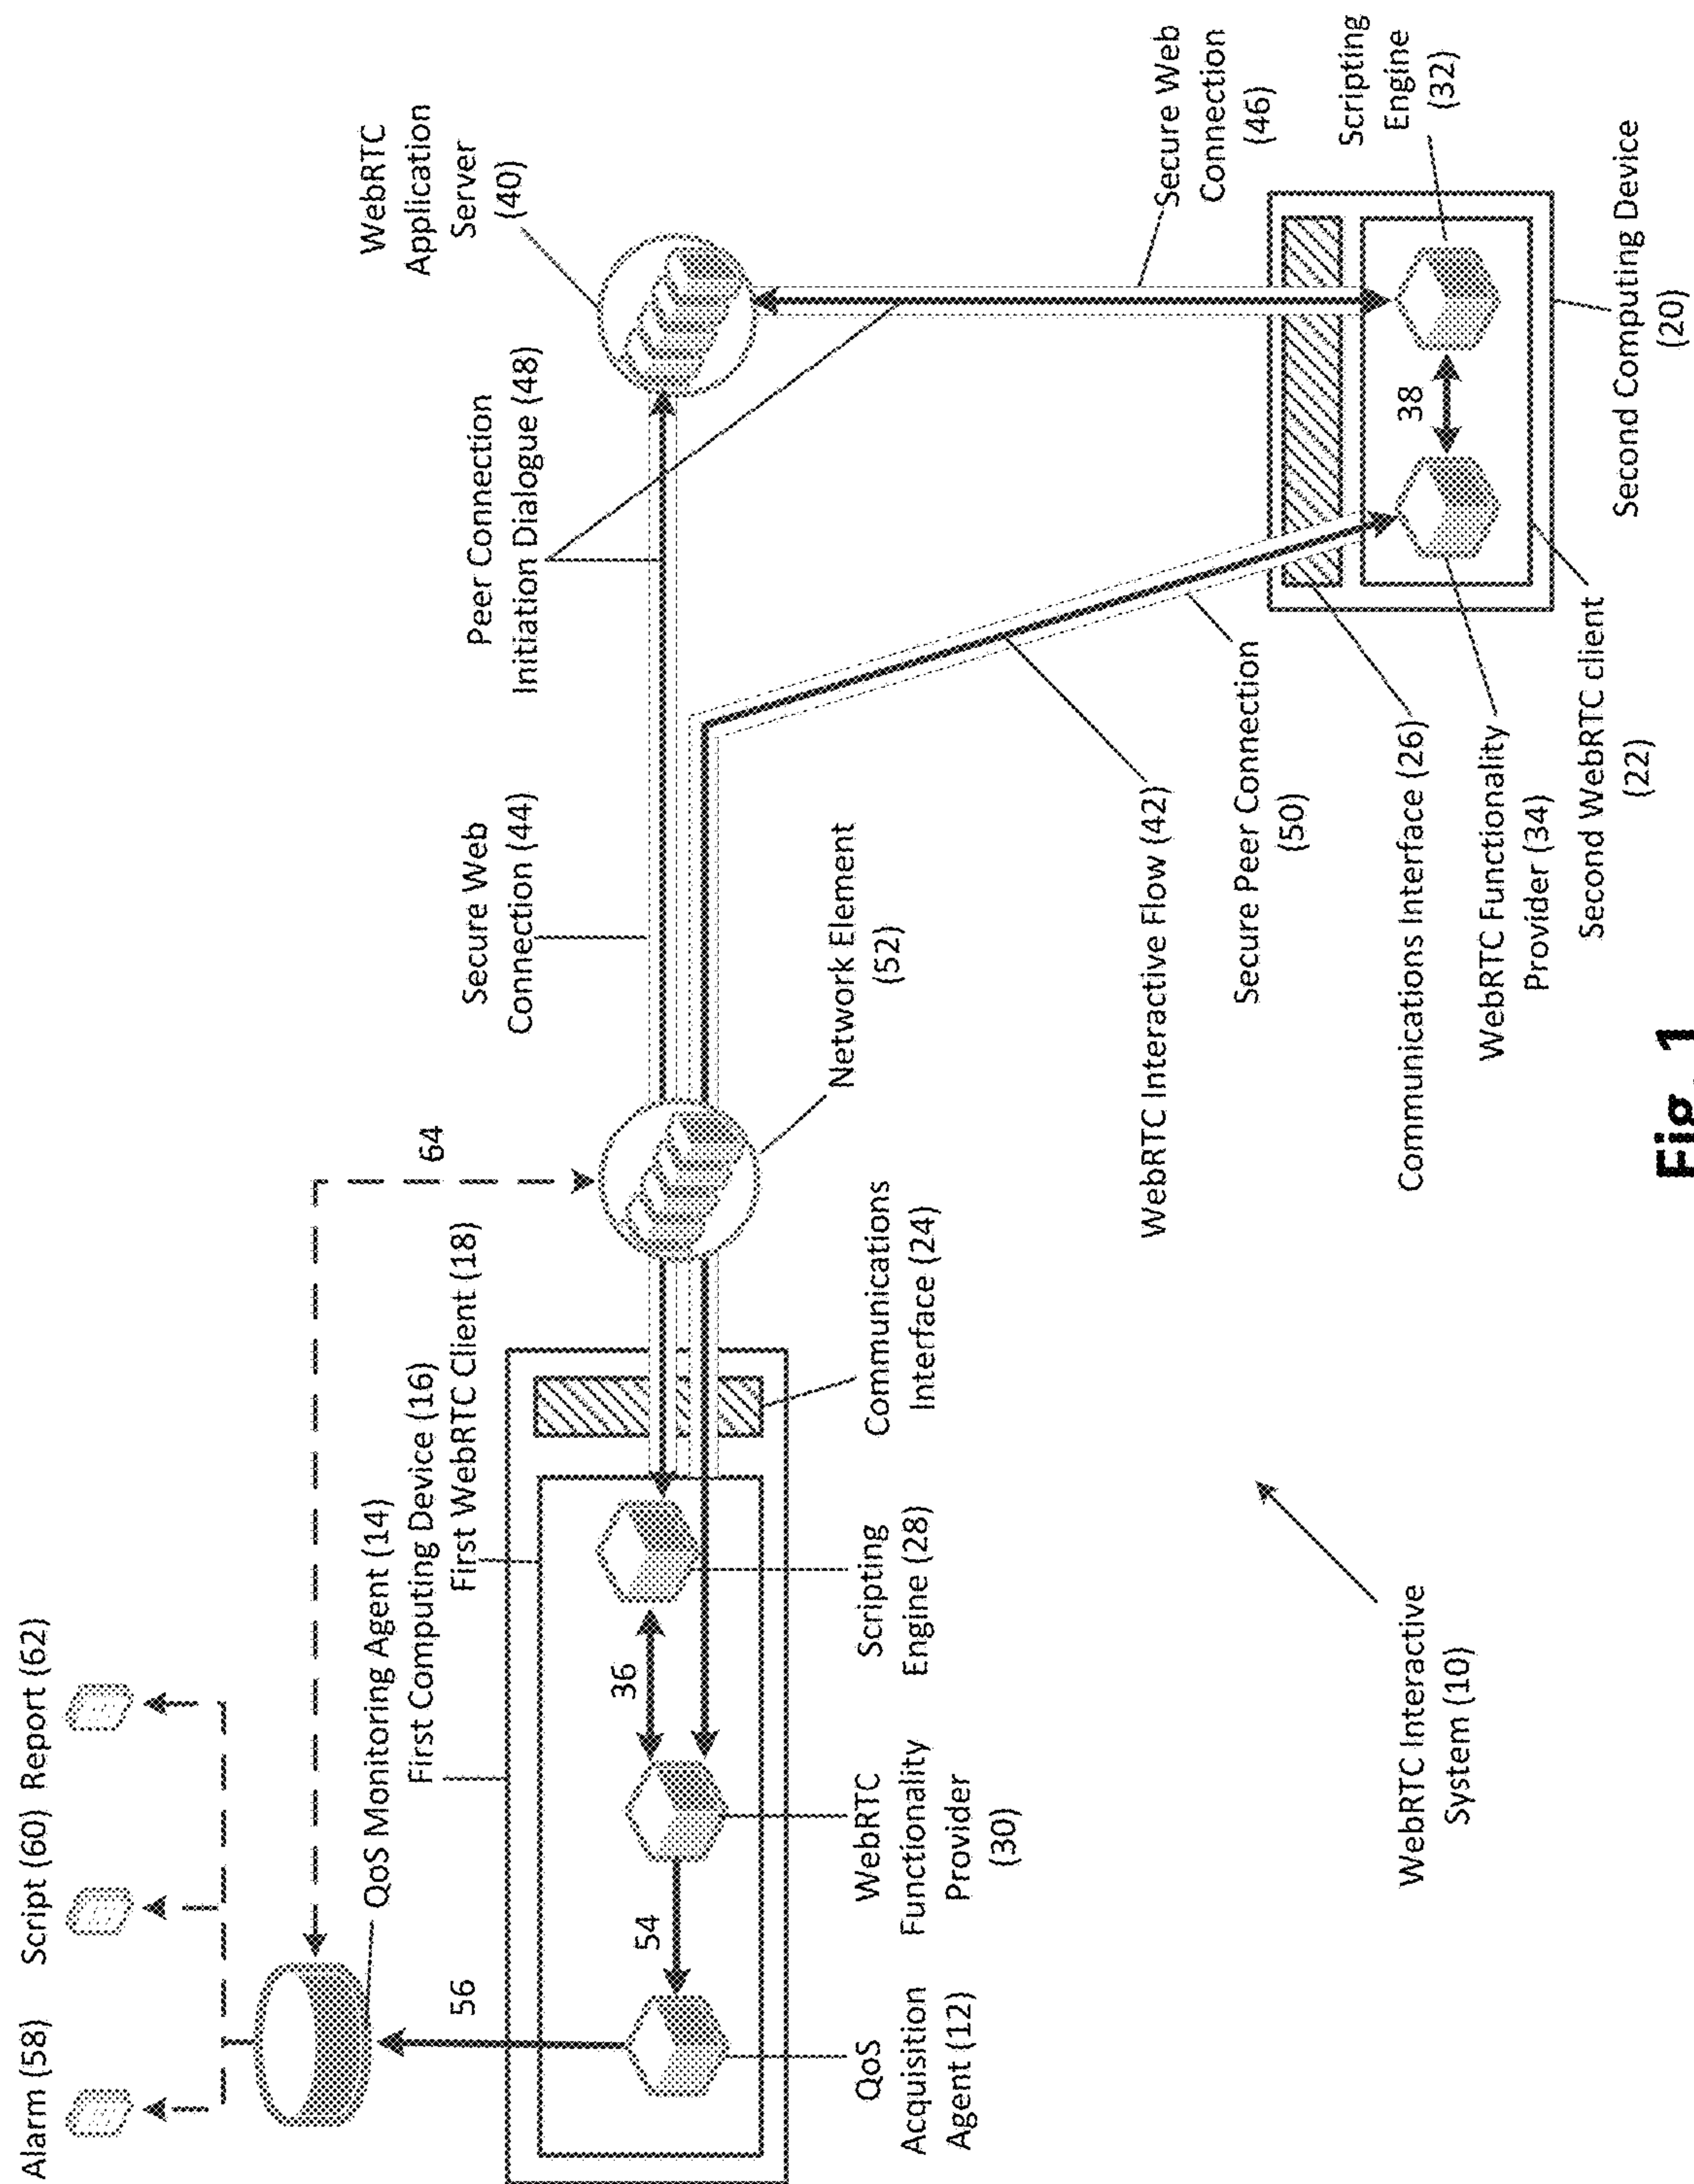 Alarm (58)
Script (60)
Report (62)
QoS Monitoring Agent (14)
First Computing Device (16)
First WebRTC Client (18)
56
64
54
36
QoS
Acquisition
Agent (12)
WebRTC
Functionality
Provider
(30)
Scripting
Engine (28)
Communications
Interface (24)
Network Element
(52)
Secure Web
Connection (44)
Peer Connection
Initiation Dialogue (48)
WebRTC
Application
Server
(40)
Secure Web
Connection
(46)
Scripting
Engine
(32)
38
WebRTC Interactive Flow (42)
Secure Peer Connection
(50)
Communications Interface (26)
WebRTC Functionality
Provider (34)
Second WebRTC client
(22)
Second Computing Device
(20)
WebRTC Interactive
System (10)
Fig. 1